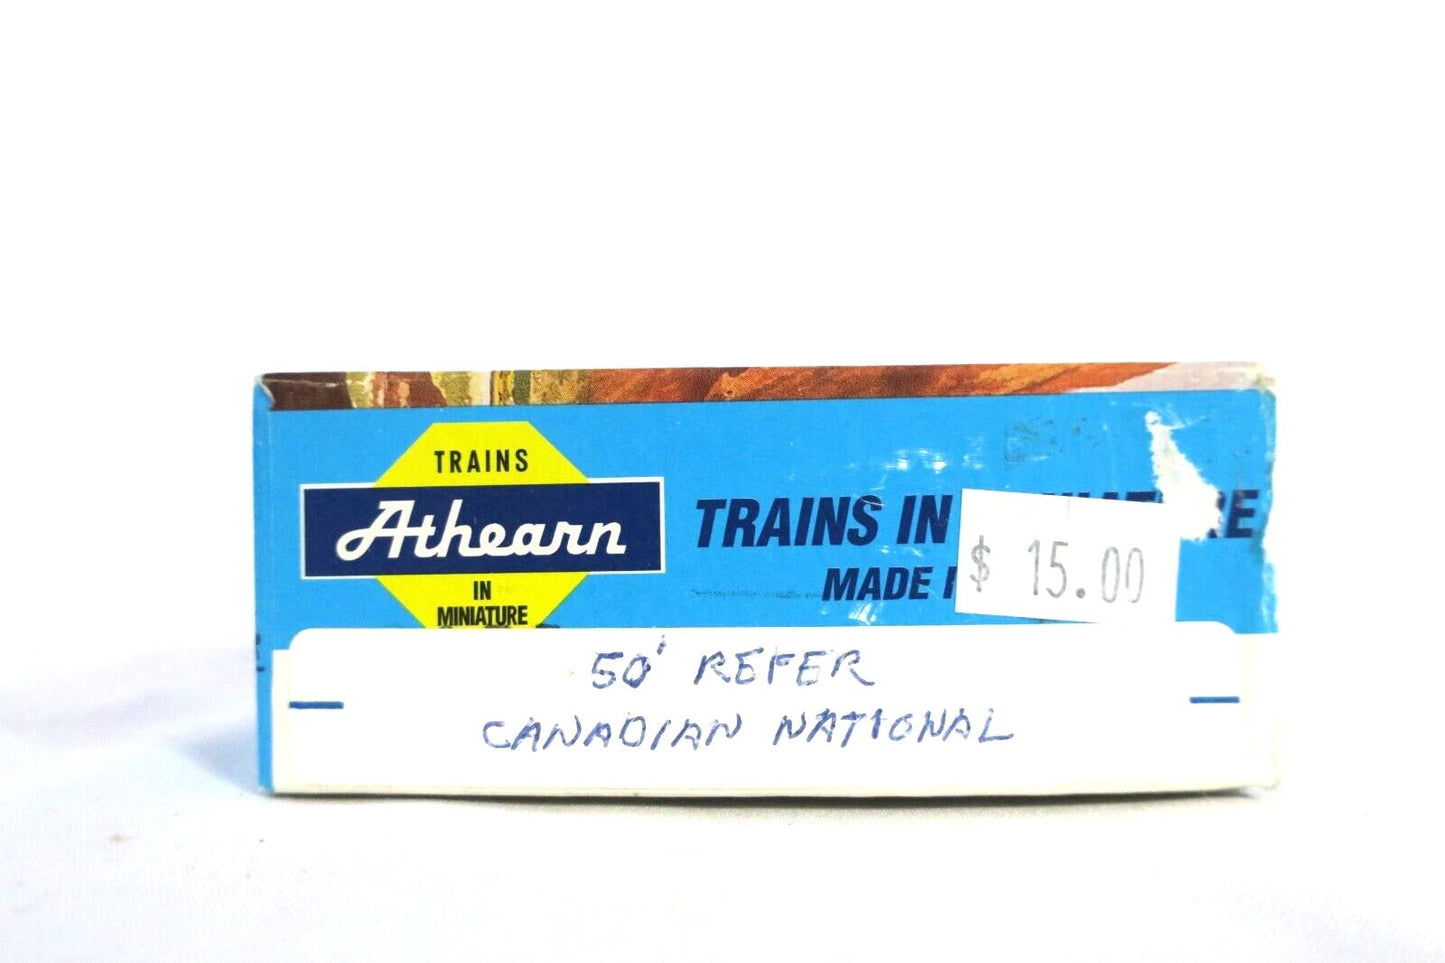 TRAINS
Athearn
IN
MINIATURE
TRAINS IN
MADE
$ 15.00
50' REFER
CANADIAN NATIONAL